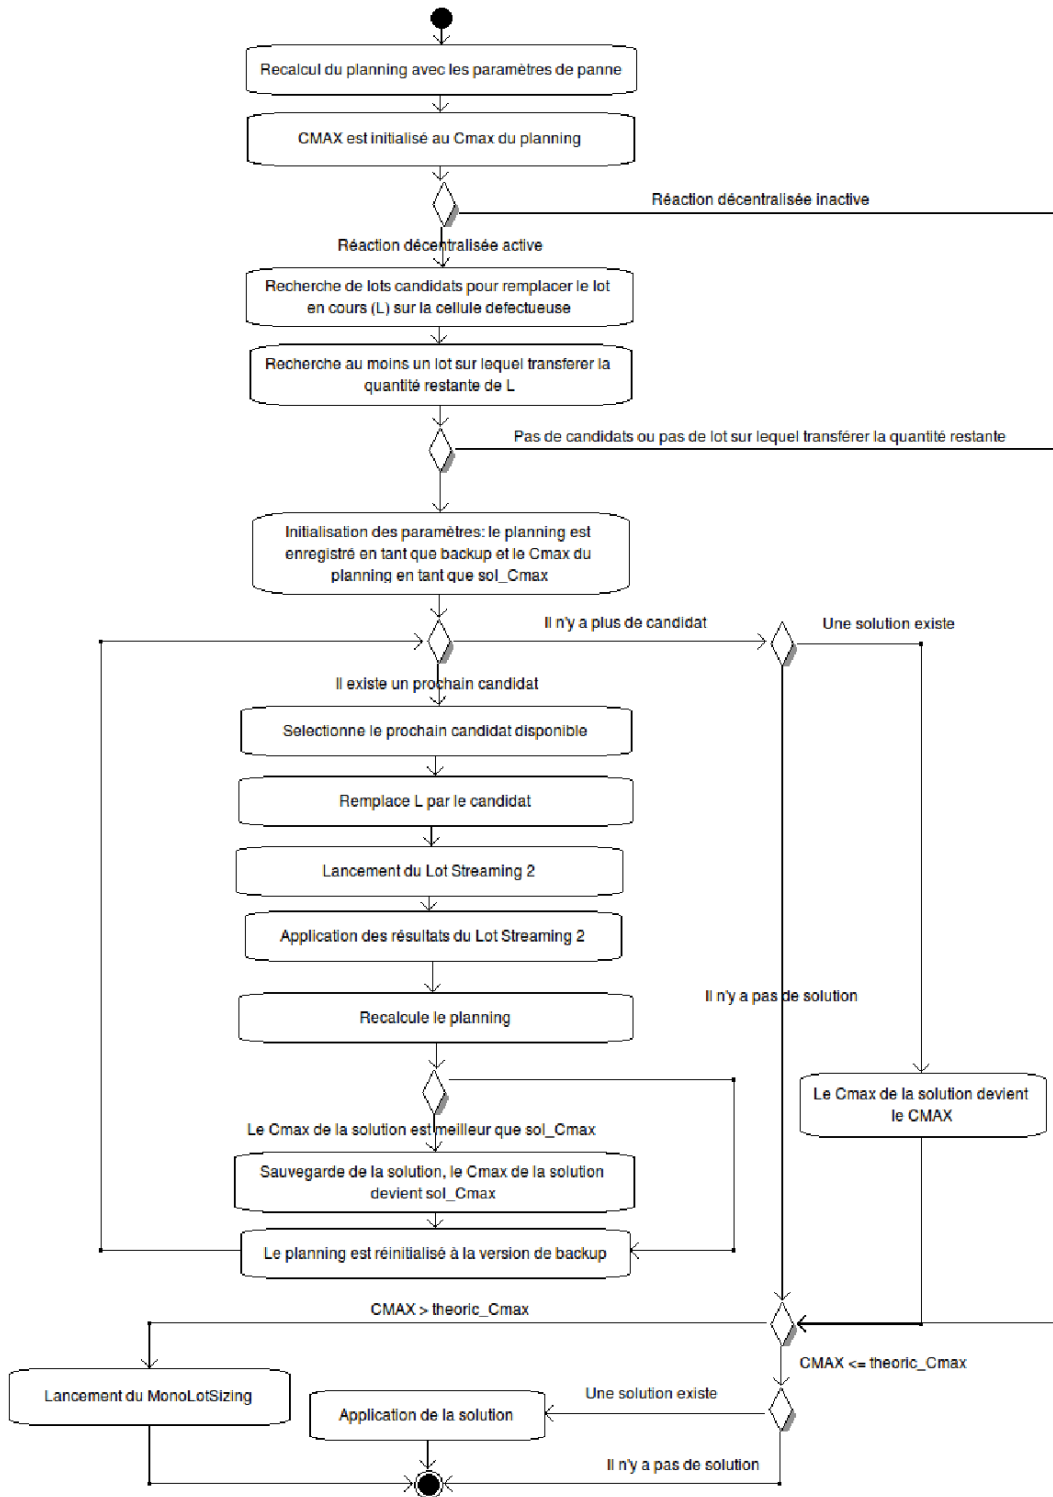 Recalcul du planning avec les paramètres de panne
CMAX est initialisé au Cmax du planning
Réaction décentralisée inactive
Réaction décentralisée active
Recherche de lots candidats pour remplacer le lot
en cours (L) sur la cellule defectueuse
Recherche au moins un lot sur lequel transferer la
quantité restante de L
Pas de candidats ou pas de lot sur lequel transférer la quantité restante
Initialisation des paramètres: le planning est
enregistré en tant que backup et le Cmax du
planning en tant que sol_Cmax
Il n'y a plus de candidat
Une solution existe
Il existe un prochain candidat
Selectionne le prochain candidat disponible
Remplace L par le candidat
Lancement du Lot Streaming 2
Application des résultats du Lot Streaming 2
Il n'y a pas de solution
Recalcule le planning
Le Cmax de la solution devient
le CMAX
Le Cmax de la solution est meilleur que sol_Cmax
Sauvegarde de la solution, le Cmax de la solution
devient sol_Cmax
Le planning est réinitialisé à la version de backup
CMAX > theoric_Cmax
CMAX <= theoric_Cmax
Lancement du MonoLotSizing
Une solution existe
Application de la solution
Il n'y a pas de solution